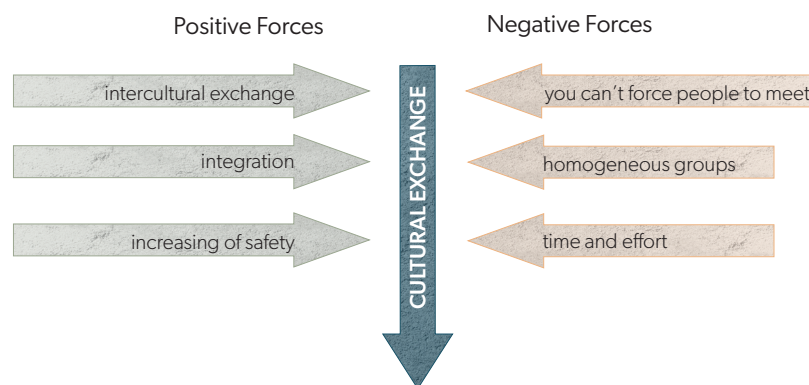 Positive Forces
Negative Forces
intercultural exchange
you can't force people to meet
integration
homogeneous groups
increasing of safety
time and effort
CULTURAL EXCHANGE